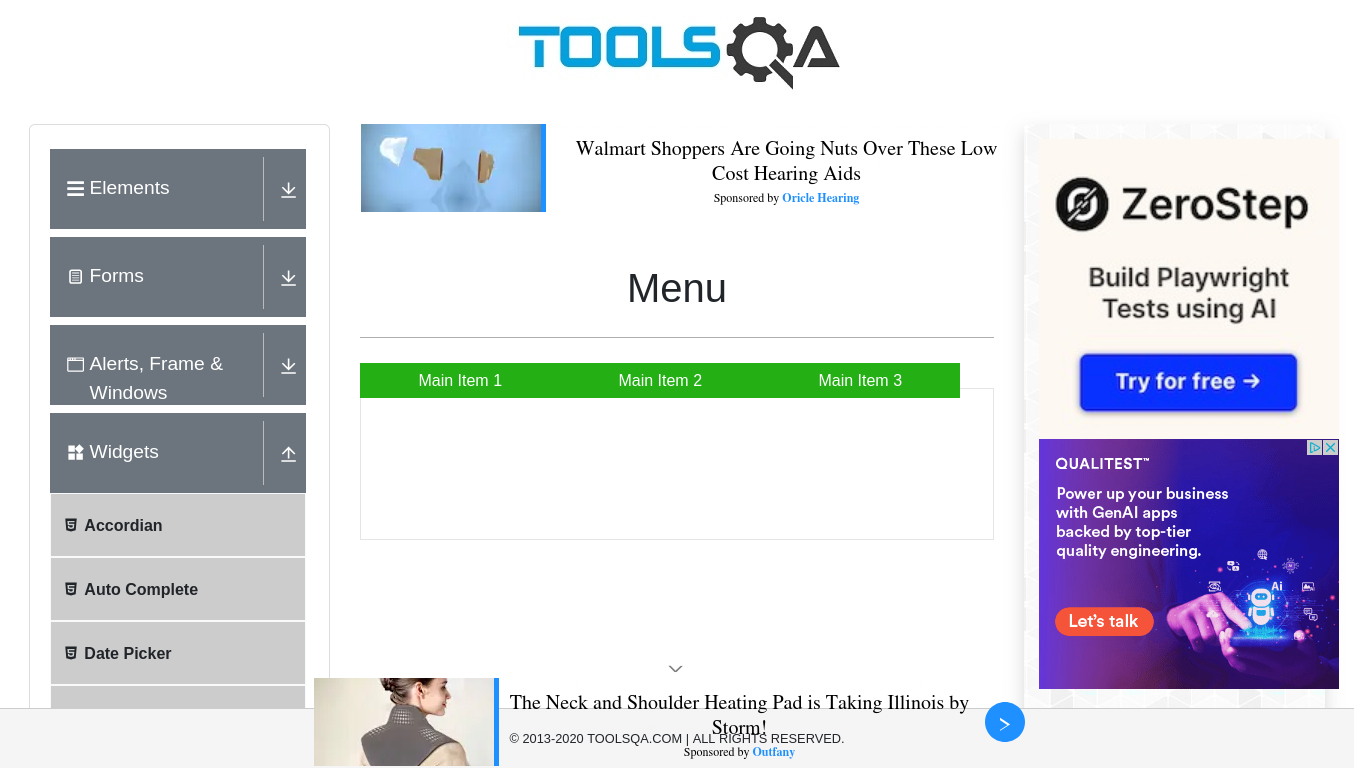 TOOLSQA
Elements
Forms
Alerts, Frame &
Windows
Widgets
Accordian
Auto Complete
Date Picker
Walmart Shoppers Are Going Nuts Over These Low
Cost Hearing Aids
Sponsored by Oricle Hearing
Menu
Main Item 1
Main Item 2
Main Item 3
ZeroStep
Build Playwright
Tests using AI
Try for free →
QUALITEST™
Power up your business
with GenAI apps
backed by top-tier
quality engineering.
Ai
Let's talk
The Neck and Shoulder Heating Pad is Taking Illinois by
Storm!
© 2013-2020 TOOLSQA.COM | ALL RIGHTS RESERVED.
Sponsored by Outfany